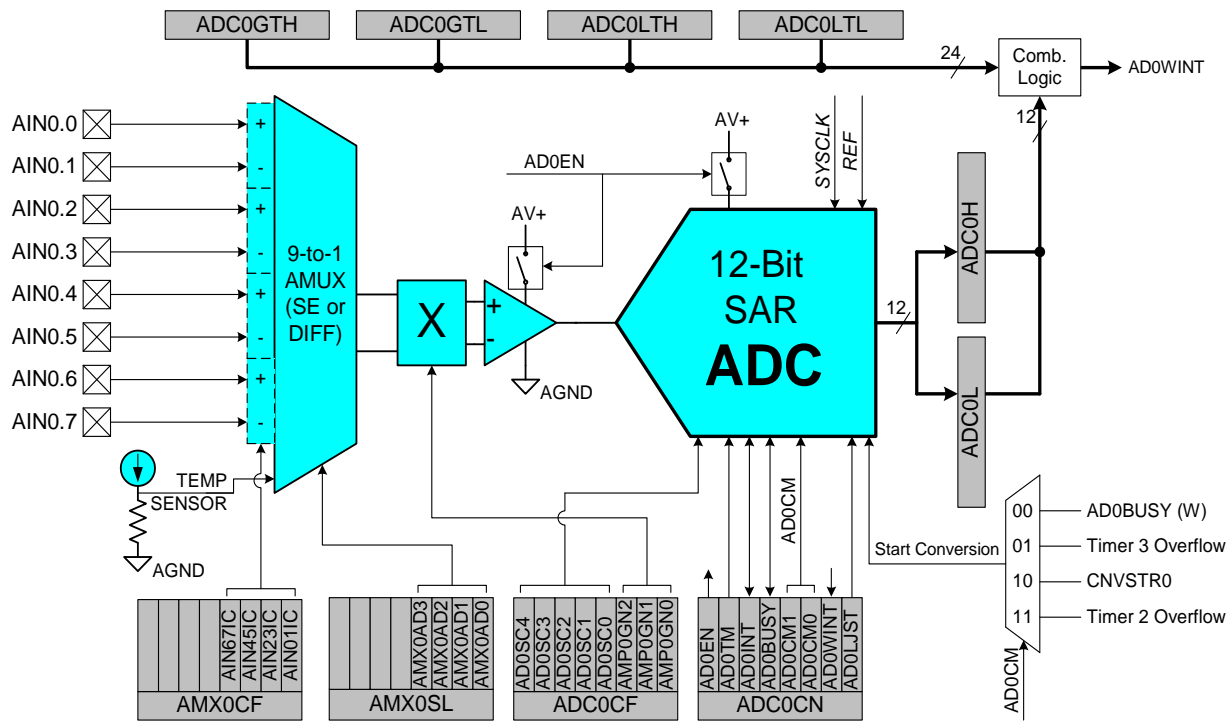 ADC0GTH
ADC0GTL
ADC0LTH
ADC0LTL
24
Comb.
Logic
AD0WINT
12
AIN0.0
AIN0.1
AIN0.2
AIN0.3
AIN0.4
AIN0.5
AIN0.6
AIN0.7
+
-
+
-
+
-
+
-
9-to-1
AMUX
(SE or
DIFF)
TEMP
SENSOR
AGND
X
+
-
AV+
AGND
AD0EN
AV+
SYSCLK
REF
12-Bit
SAR
ADC
12
ADC0H
ADC0L
Start Conversion
00
01
10
11
AD0BUSY (W)
Timer 3 Overflow
CNVSTR0
Timer 2 Overflow
AD0CM
AD0CM
AIN67IC
AIN45IC
AIN23IC
AIN01IC
AMX0CF
AMX0AD3
AMX0AD2
AMX0AD1
AMX0AD0
AMX0SL
AD0SC4
AD0SC3
AD0SC2
AD0SC1
AD0SC0
AMP0GN2
AMP0GN1
AMP0GN0
ADC0CF
AD0EN
AD0TM
AD0INT
AD0BUSY
AD0CM1
AD0CM0
AD0WINT
AD0LJST
ADC0CN